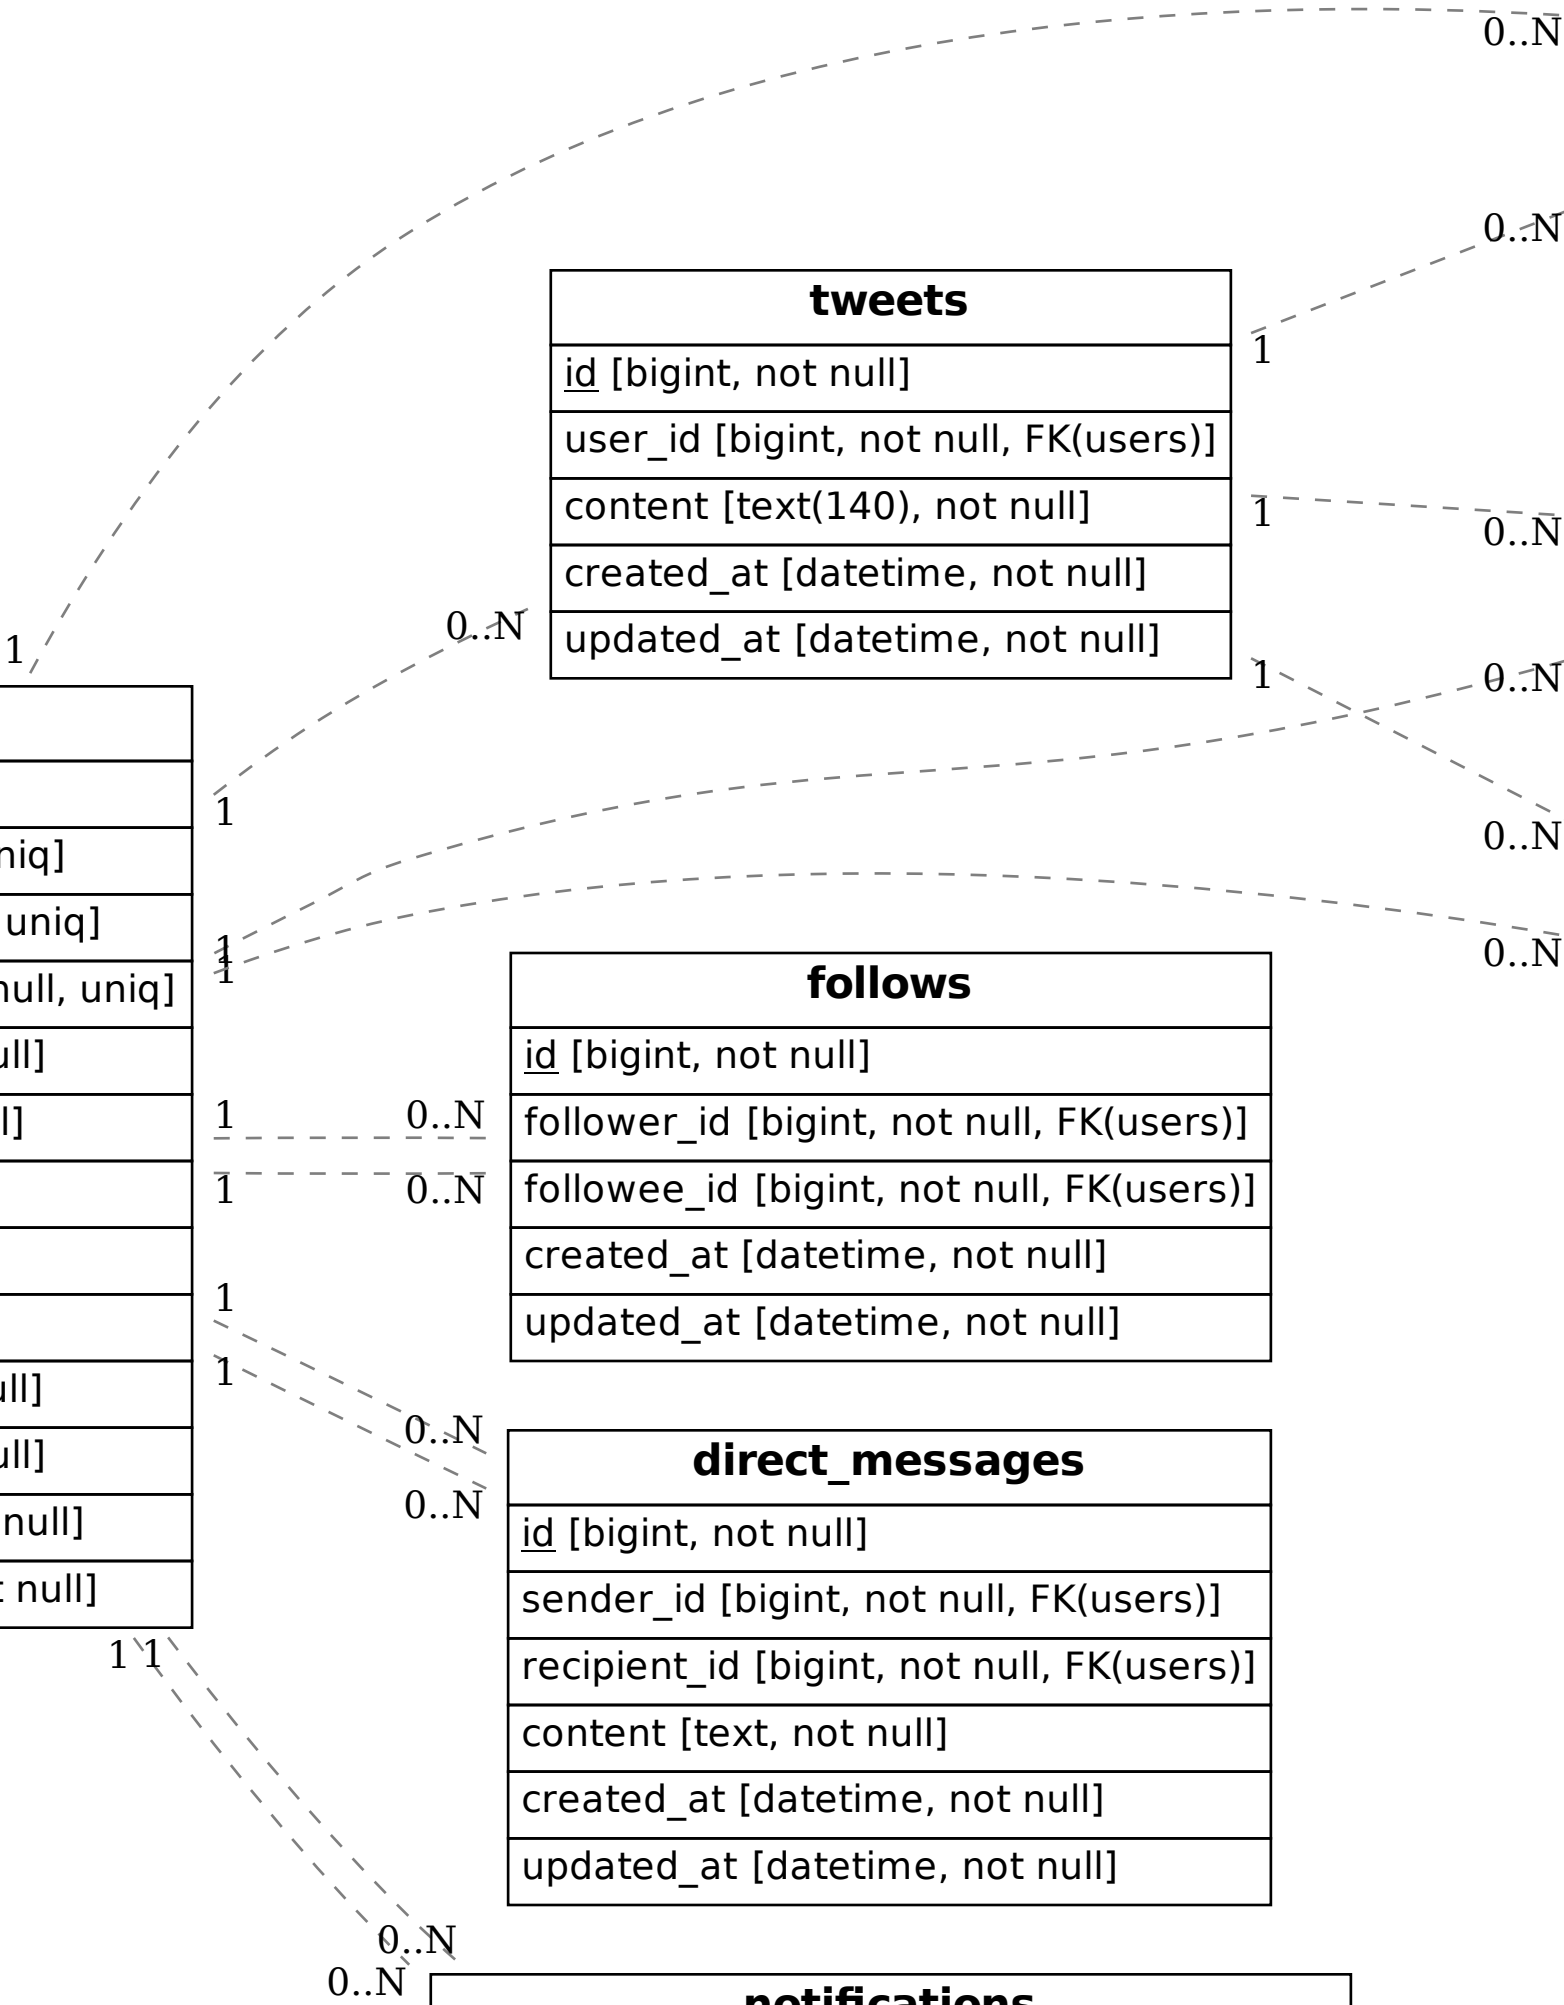 0..N
0..N
tweets
id [bigint, not null]
1
user_id [bigint, not null, FK(users)]
content [text(140), not null]
1
0..N
created_at [datetime, not null]
0..N
updated_at [datetime, not null]
1
1
0..N
1
0..N
uniq]
uniq]
null, uniq]
1
1
0..N
follows
id [bigint, not null]
follower_id [bigint, not null, FK(users)]
followee_id [bigint, not null, FK(users)]
created_at [datetime, not null]
updated_at [datetime, not null]
1
0..N
1
0..N
1
1
0..N
0..N
direct_messages
id [bigint, not null]
sender_id [bigint, not null, FK(users)]
recipient_id [bigint, not null, FK(users)]
content [text, not null]
created_at [datetime, not null]
updated_at [datetime, not null]
null]
null]
1 1
0..N
0..N
notifications